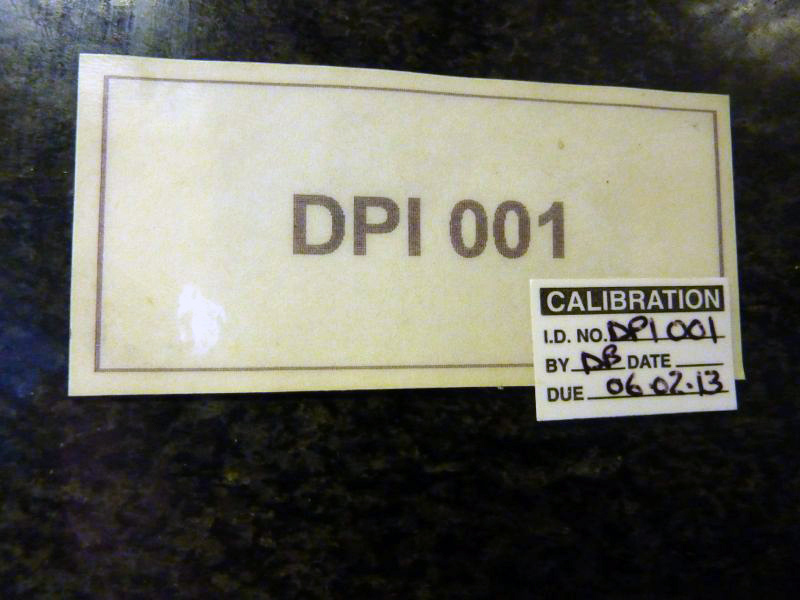 DPI 001
CALIBRATION
I.D. NO. DPI 001
BY DB DATE
DUE 06.02.13